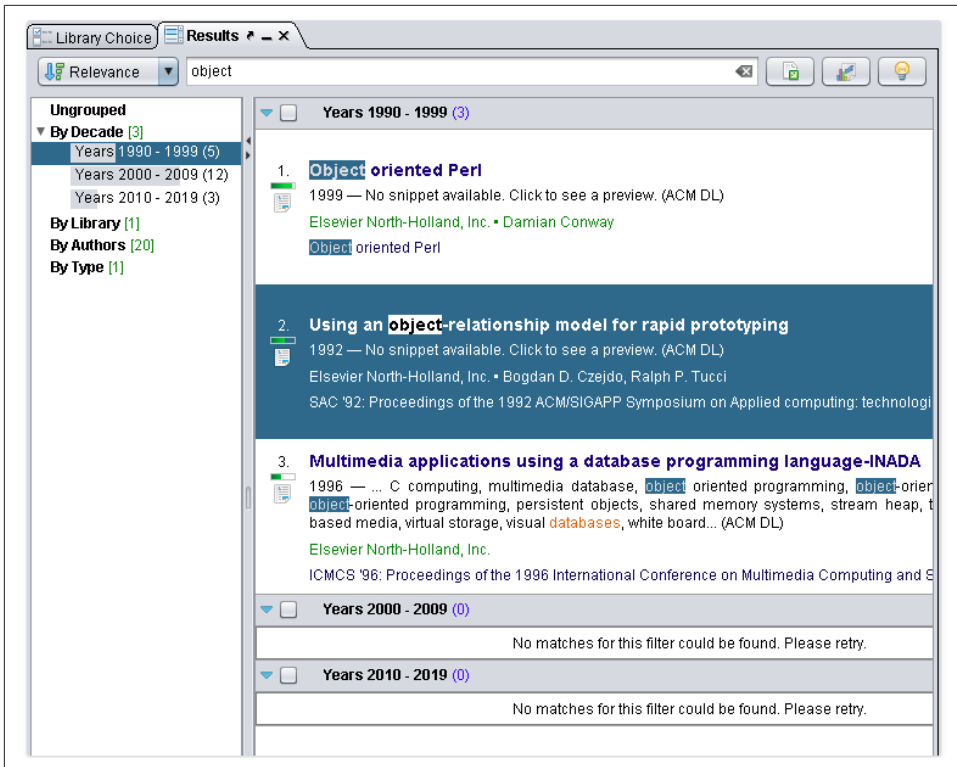 Library Choice
Results
Relevance
object
Ungrouped
By Decade [3]
Years 1990 - 1999 (5)
Years 2000 - 2009 (12)
Years 2010 - 2019 (3)
By Library [1]
By Authors [20]
By Type [1]
Years 1990 - 1999 (3)
1. Object oriented Perl
1999 — No snippet available. Click to see a preview. (ACM DL)
Elsevier North-Holland, Inc. • Damian Conway
Object oriented Perl
2. Using an object-relationship model for rapid prototyping
1992 — No snippet available. Click to see a preview. (ACM DL)
Elsevier North-Holland, Inc. • Bogdan D. Czejdo, Ralph P. Tucci
SAC '92: Proceedings of the 1992 ACM/SIGAPP Symposium on Applied computing: technologi
3. Multimedia applications using a database programming language-INADA
1996 — ... C computing, multimedia database, object oriented programming, object-orien
object-oriented programming, persistent objects, shared memory systems, stream heap, t
based media, virtual storage, visual databases, white board... (ACM DL)
Elsevier North-Holland, Inc.
ICMCS '96: Proceedings of the 1996 International Conference on Multimedia Computing and S
Years 2000 - 2009 (0)
No matches for this filter could be found. Please retry.
Years 2010 - 2019 (0)
No matches for this filter could be found. Please retry.